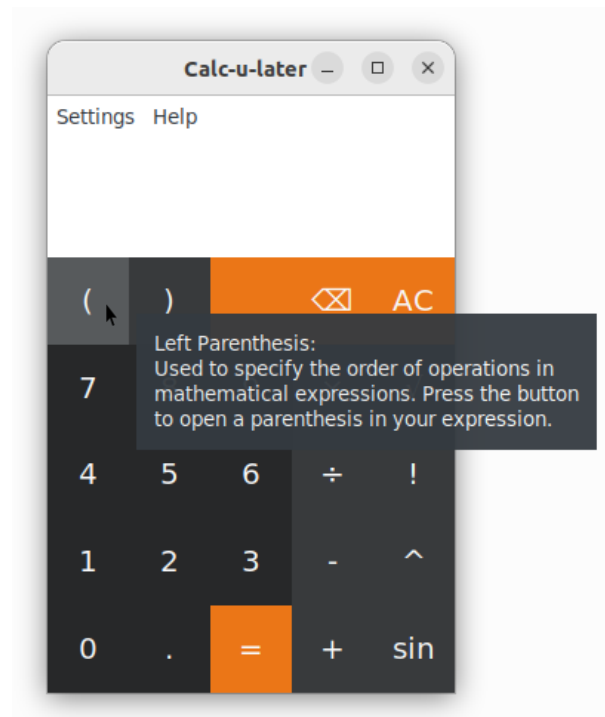 Calc-u-later
Settings Help
( ) ⌫ AC
Left Parenthesis:
Used to specify the order of operations in
mathematical expressions. Press the button
to open a parenthesis in your expression.
7
4 5 6 ÷ !
1 2 3 - ^
0 . = + sin